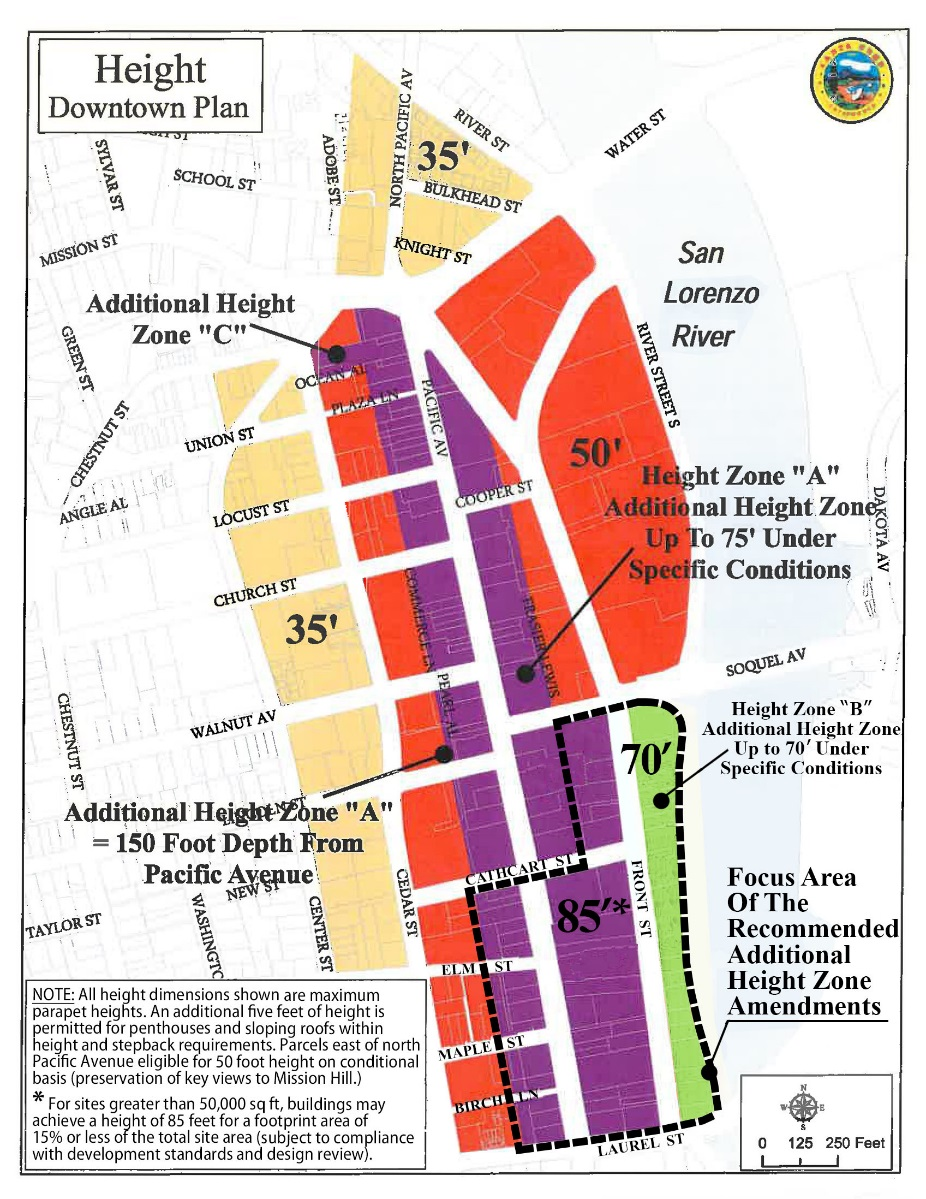 Height
Downtown Plan
SANTA CRUZ
NORTH PACIFIC AV
RIVER ST
WATER ST
35'
SYLVAR ST
SCHOOL ST
ADOBE ST
BULKHEAD ST
MISSION ST
KNIGHT ST
San
Lorenzo
River
Additional Height
Zone "C"
GREEN ST
OCEAN AL
PLAZA LN
PACIFIC AV
RIVER STREET S
CHESTNUT ST
UNION ST
50'
ANGLE AL
LOCUST ST
COOPER ST
Height Zone "A"
Additional Height Zone
Up To 75' Under
Specific Conditions
DAKOTA AV
CHURCH ST
COMMERCE LN
FRASIER LEWIS
35'
PEARL AL
SOQUEL AV
CHESTNUT ST
WALNUT AV
Height Zone "B"
Additional Height Zone
Up to 70' Under
Specific Conditions
70'
Additional Height Zone "A"
= 150 Foot Depth From
Pacific Avenue
CATHCART ST
NEW ST
CEDAR ST
FRONT ST
85'*
TAYLOR ST
WASHINGTO
CENTER ST
Focus Area
Of The
Recommended
Additional
Height Zone
Amendments
ELM ST
MAPLE ST
BIRCH LN
LAUREL ST
NOTE: All height dimensions shown are maximum
parapet heights. An additional five feet of height is
permitted for penthouses and sloping roofs within
height and stepback requirements. Parcels east of north
Pacific Avenue eligible for 50 foot height on conditional
basis (preservation of key views to Mission Hill.)
* For sites greater than 50,000 sq ft, buildings may
achieve a height of 85 feet for a footprint area of
15% or less of the total site area (subject to compliance
with development standards and design review).
N
W E
S
0 125 250 Feet